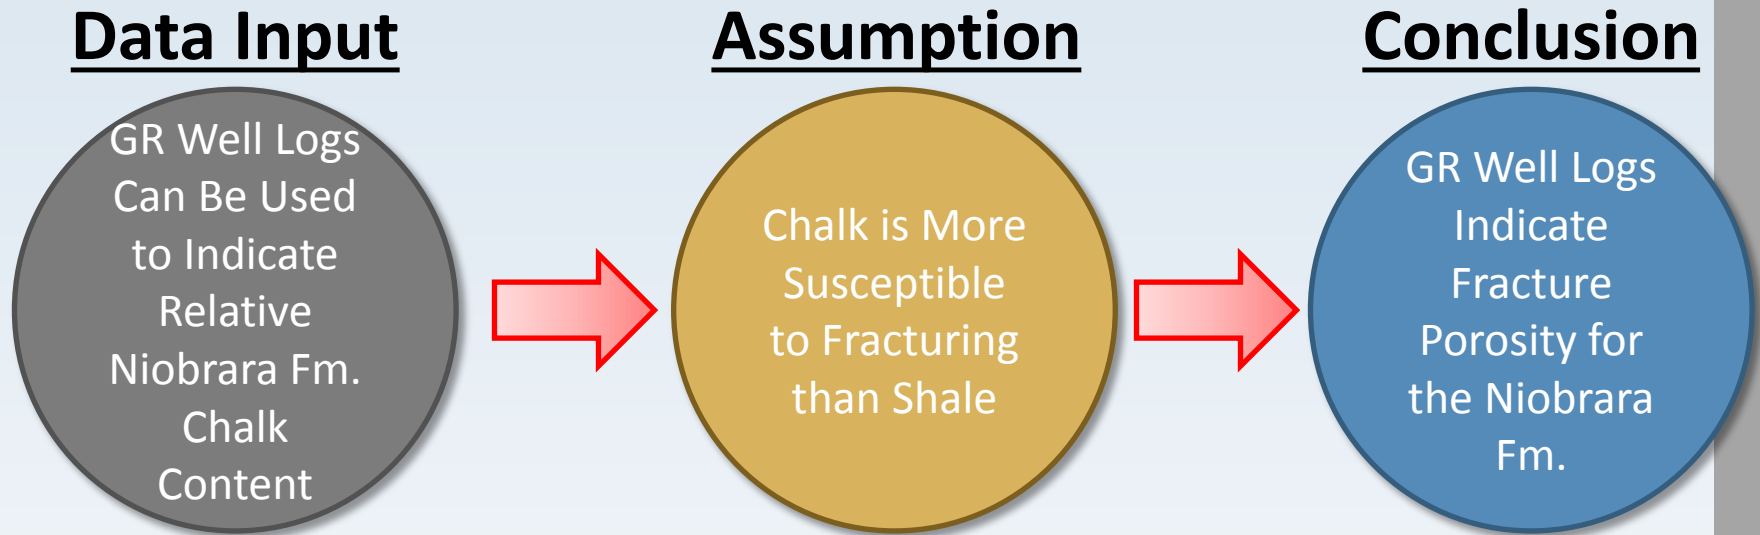 Data Input
Assumption
Conclusion
GR Well Logs
Can Be Used
to Indicate
Relative
Niobrara Fm.
Chalk
Content
Chalk is More
Susceptible
to Fracturing
than Shale
GR Well Logs
Indicate
Fracture
Porosity for
the Niobrara
Fm.